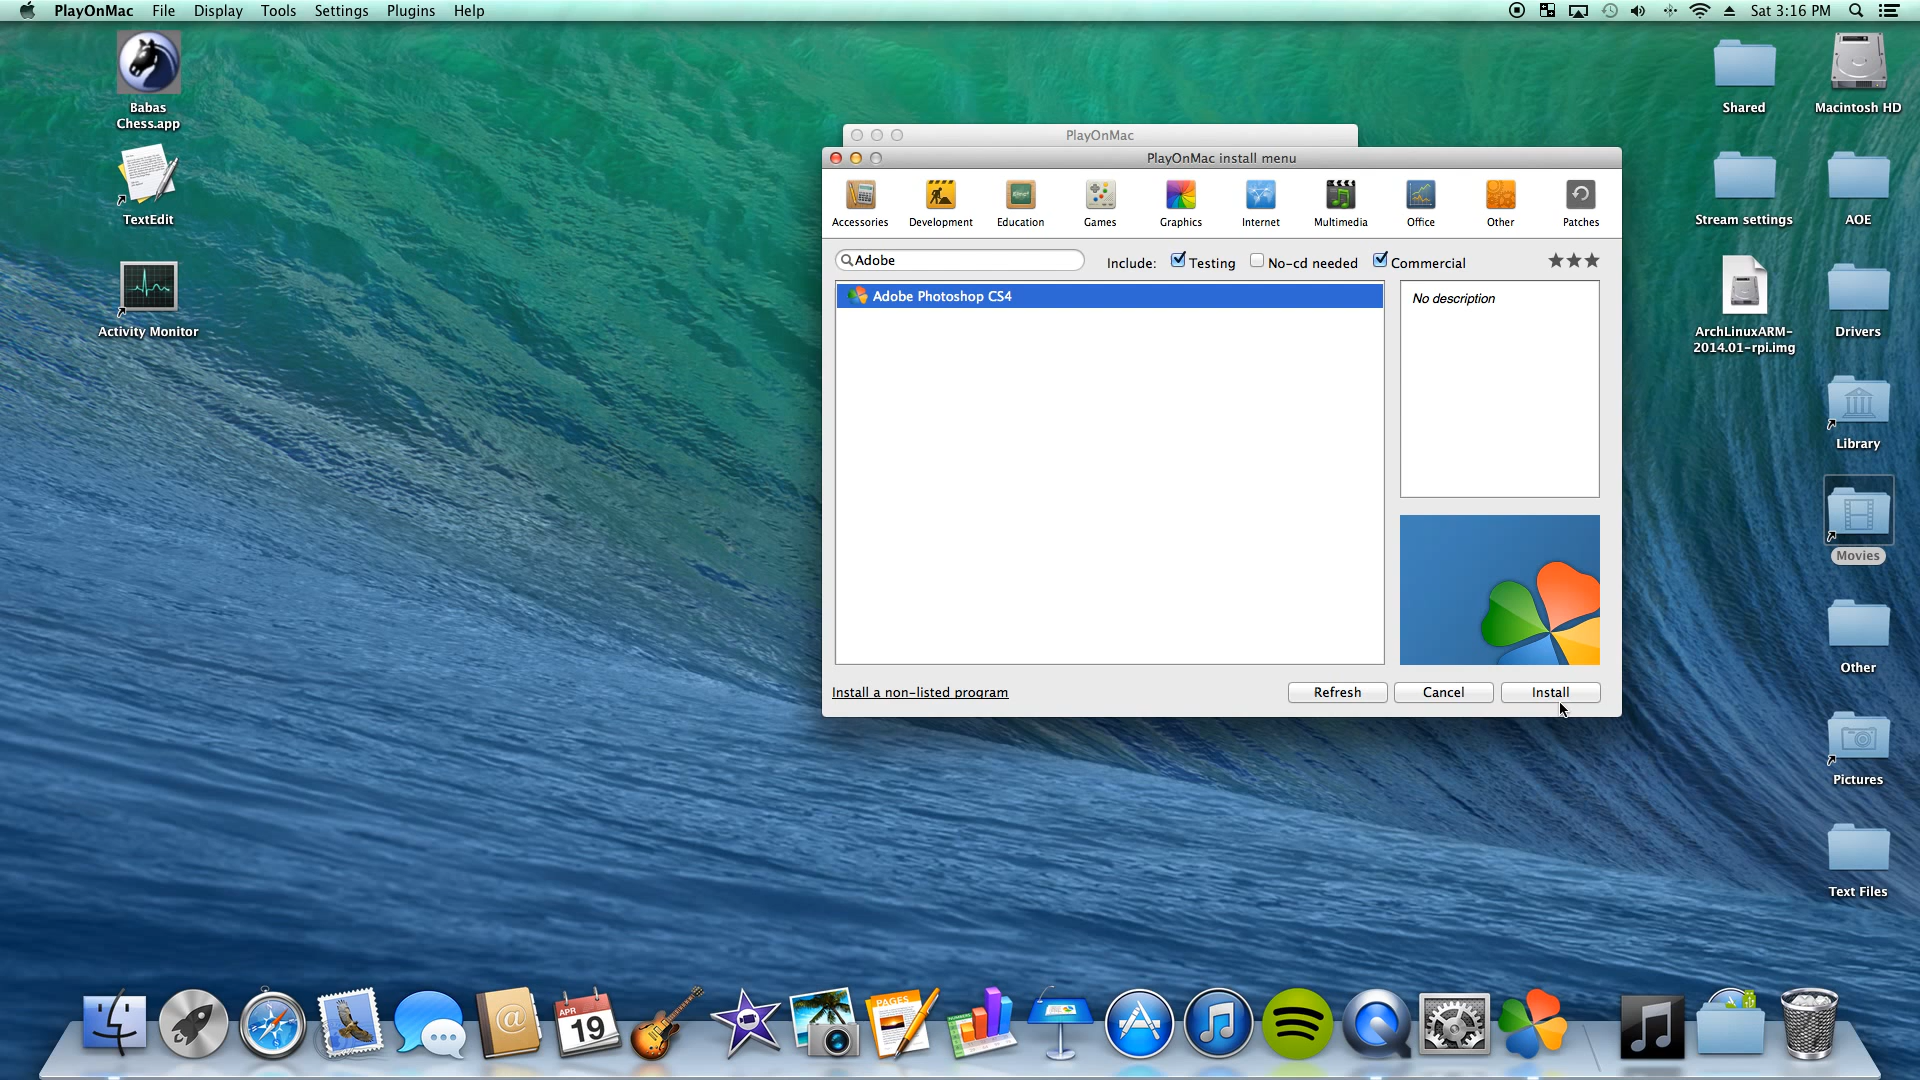 PlayOnMac File Display Tools Settings Plugins Help
Sat 3:16 PM
Babas
Chess.app
TextEdit
Activity Monitor
Shared
Macintosh HD
Stream settings
AOE
ArchLinuxARM-
2014.01-rpi.img
Drivers
Library
Movies
Other
Pictures
Text Files
PlayOnMac
PlayOnMac install menu
Accessories Development Education Games Graphics Internet Multimedia Office Other Patches
Adobe
Include: Testing No-cd needed Commercial
Adobe Photoshop CS4
No description
Install a non-listed program
Refresh Cancel Install
APR
19
PAGES